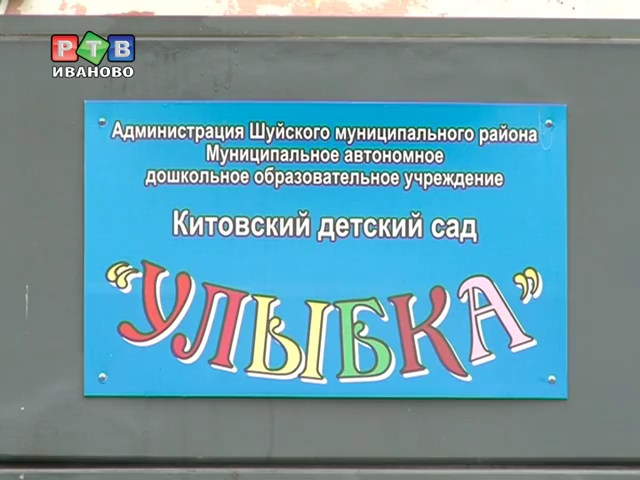 РТВ
ИВАНОВО
Администрация Шуйского муниципального района
Муниципальное автономное
дошкольное образовательное учреждение
Китовский детский сад
"УЛЫБКА"